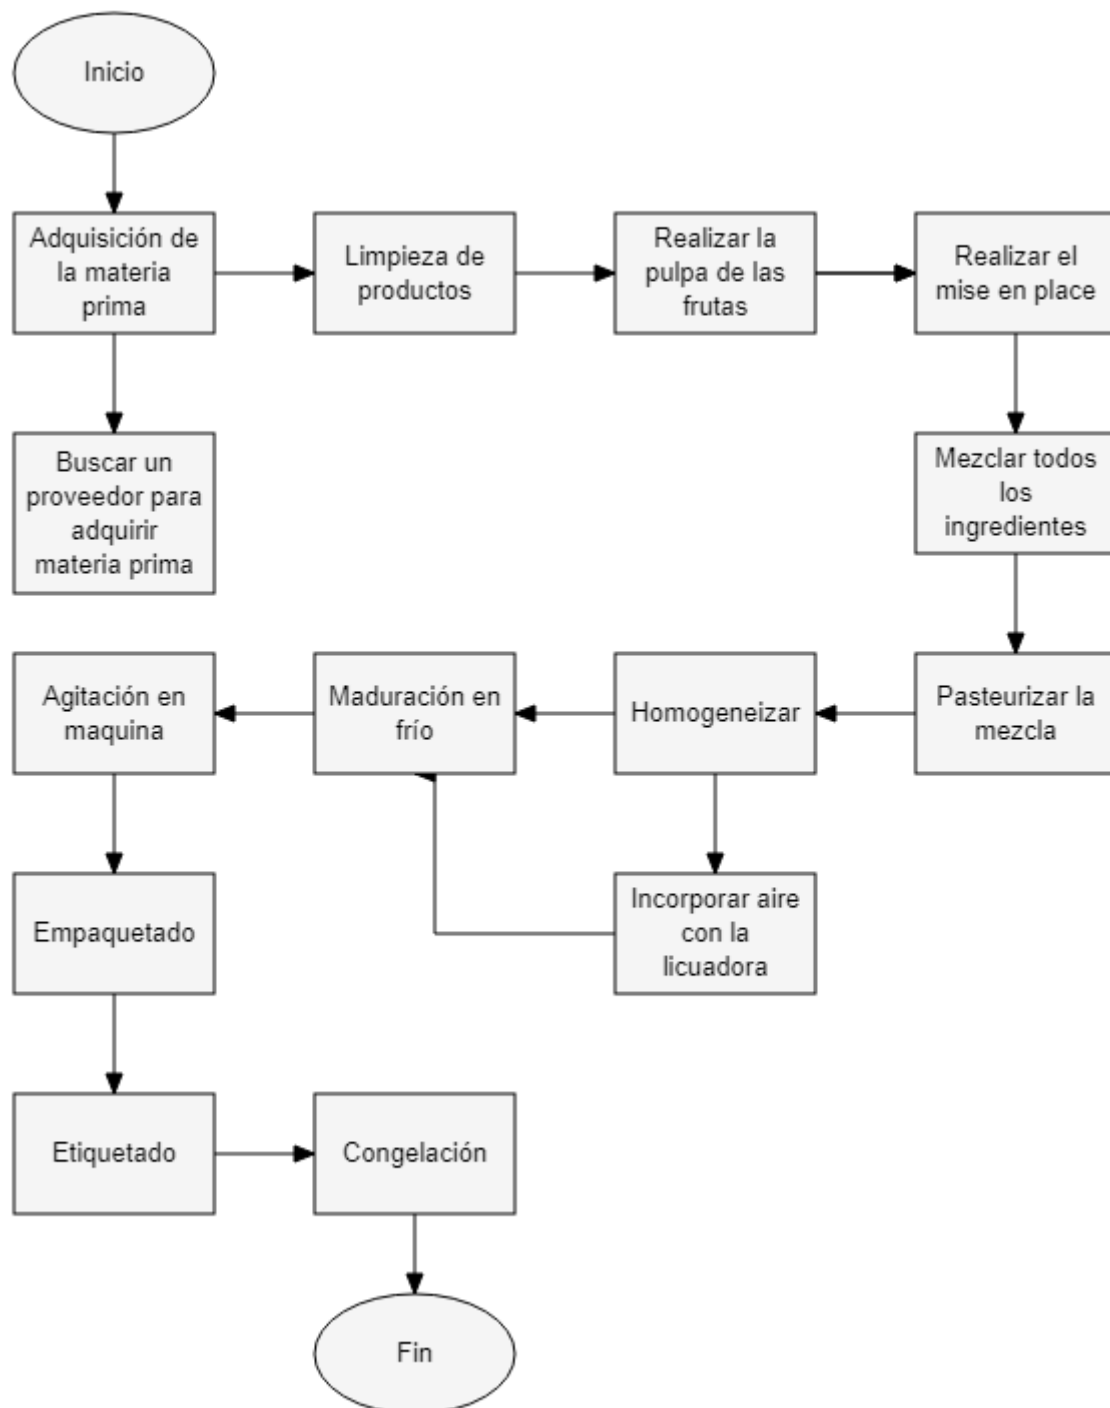 Inicio
Adquisición de
la materia
prima
Limpieza de
productos
Realizar la
pulpa de las
frutas
Realizar el
mise en place
Buscar un
proveedor para
adquirir
materia prima
Mezclar todos
los
ingredientes
Pasteurizar la
mezcla
Homogeneizar
Maduración en
frío
Agitación en
maquina
Incorporar aire
con la
licuadora
Empaquetado
Etiquetado
Congelación
Fin